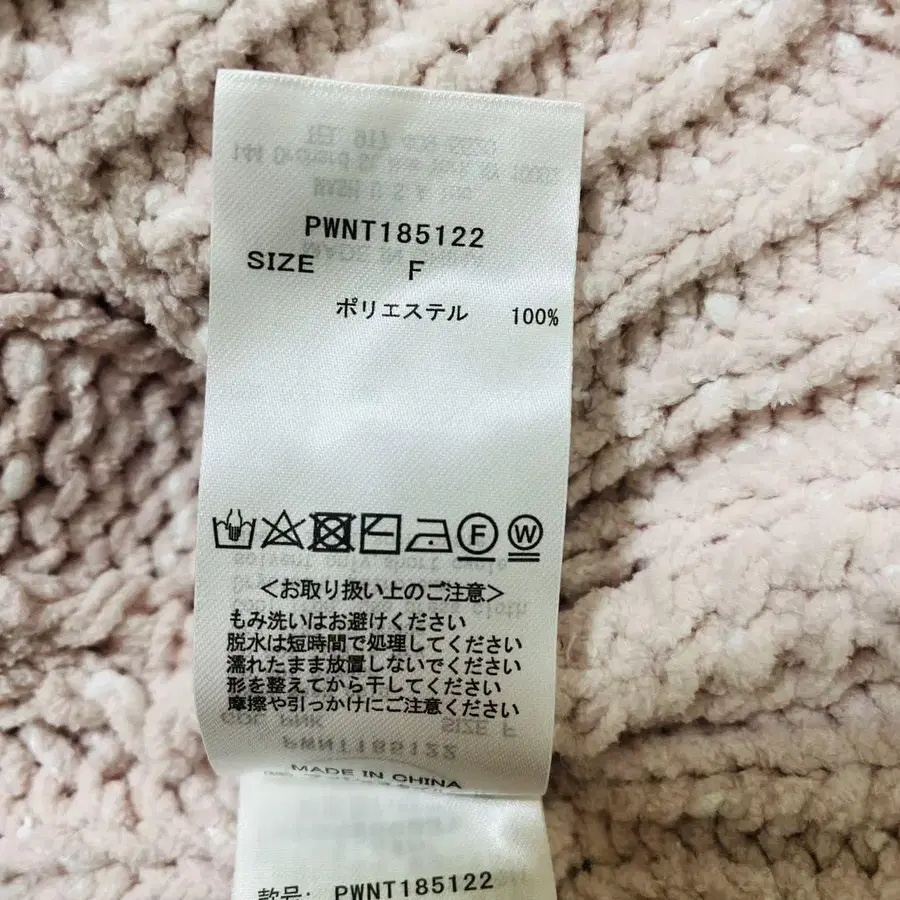 PWNT185122
SIZE F
ポリエステル 100%
F W
<お取り扱い上のご注意>
もみ洗いはお避けください
脱水は短時間で処理してください
濡れたまま放置しないでください
形を整えてから干してください
摩擦や引っかけにご注意ください
MADE IN CHINA
款号: PWNT185122